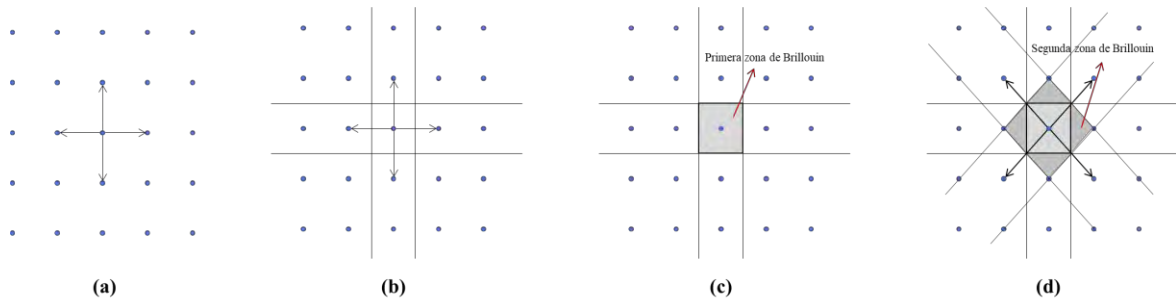 Primera zona de Brillouin
Segunda zona de Brillouin
(a)
(b)
(c)
(d)